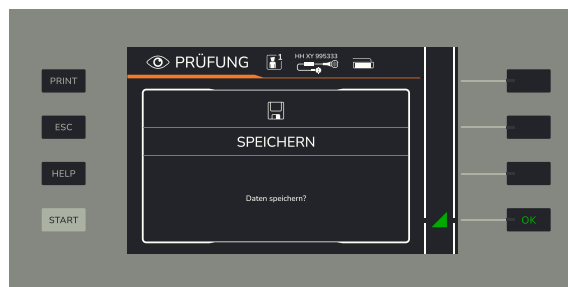 PRINT
ESC
HELP
START
PRÜFUNG
1
HH XY 995333
SPEICHERN
Daten speichern?
OK